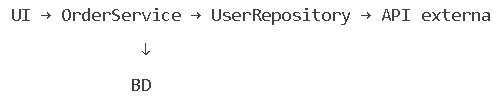 UI → OrderService → UserRepository → API externa
↓
BD